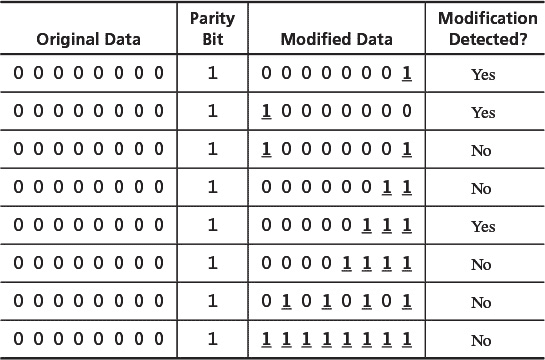 Original Data Parity Bit Modified Data Modification Detected?
0 0 0 0 0 0 0 0 1 0 0 0 0 0 0 0 1 Yes
0 0 0 0 0 0 0 0 1 1 0 0 0 0 0 0 0 Yes
0 0 0 0 0 0 0 0 1 1 0 0 0 0 0 0 1 No
0 0 0 0 0 0 0 0 1 0 0 0 0 0 0 1 1 No
0 0 0 0 0 0 0 0 1 0 0 0 0 0 1 1 1 Yes
0 0 0 0 0 0 0 0 1 0 0 0 0 1 1 1 1 No
0 0 0 0 0 0 0 0 1 0 1 0 1 0 1 0 1 No
0 0 0 0 0 0 0 0 1 1 1 1 1 1 1 1 1 No